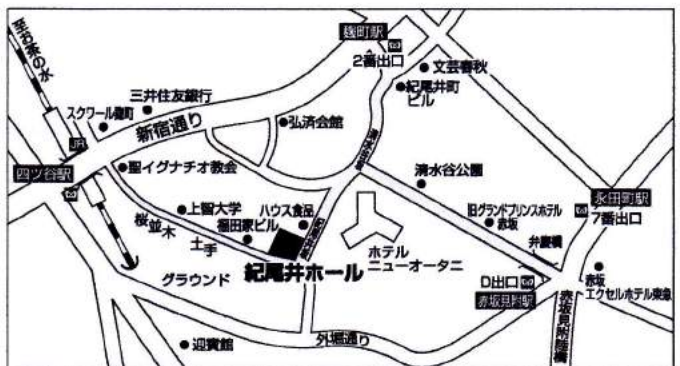 至お茶の水
麹町駅
2番出口
文芸春秋
紀尾井町
ビル
三井住友銀行
スクワール麹町
新宿通り
弘済会館
JR
四ツ谷駅
聖イグナチオ教会
清水谷公園
永田町駅
7番出口
上智大学
ハウス食品
福田家ビル
桜並木
土手
旧グランドプリンスホテル
赤坂
弁慶橋
ホテル
ニューオータニ
グラウンド
紀尾井ホール
D出口
赤坂見附駅
赤坂
エクセルホテル東急
赤坂見附陸橋
外堀通り
迎賓館